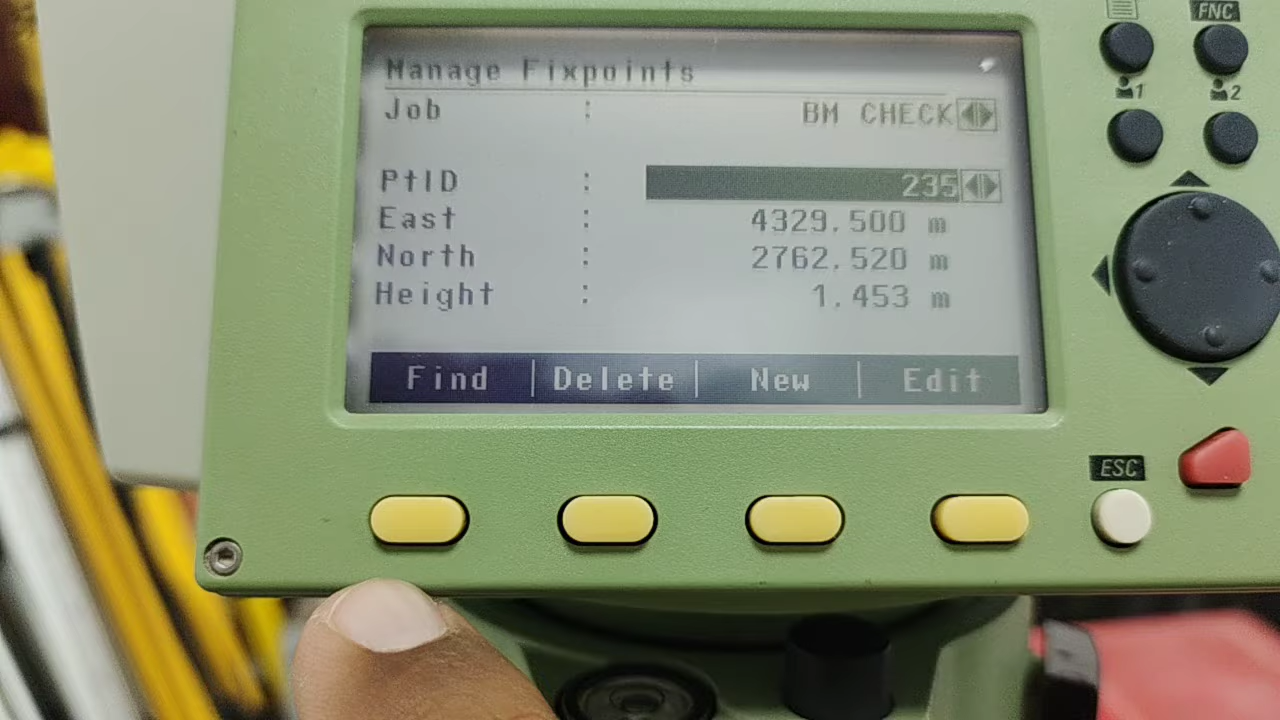 Manage Fixpoints
Job : BM CHECK
PtID : 235
East : 4329.500 m
North : 2762.520 m
Height : 1.453 m
Find | Delete | New | Edit
FNC
1 2
ESC